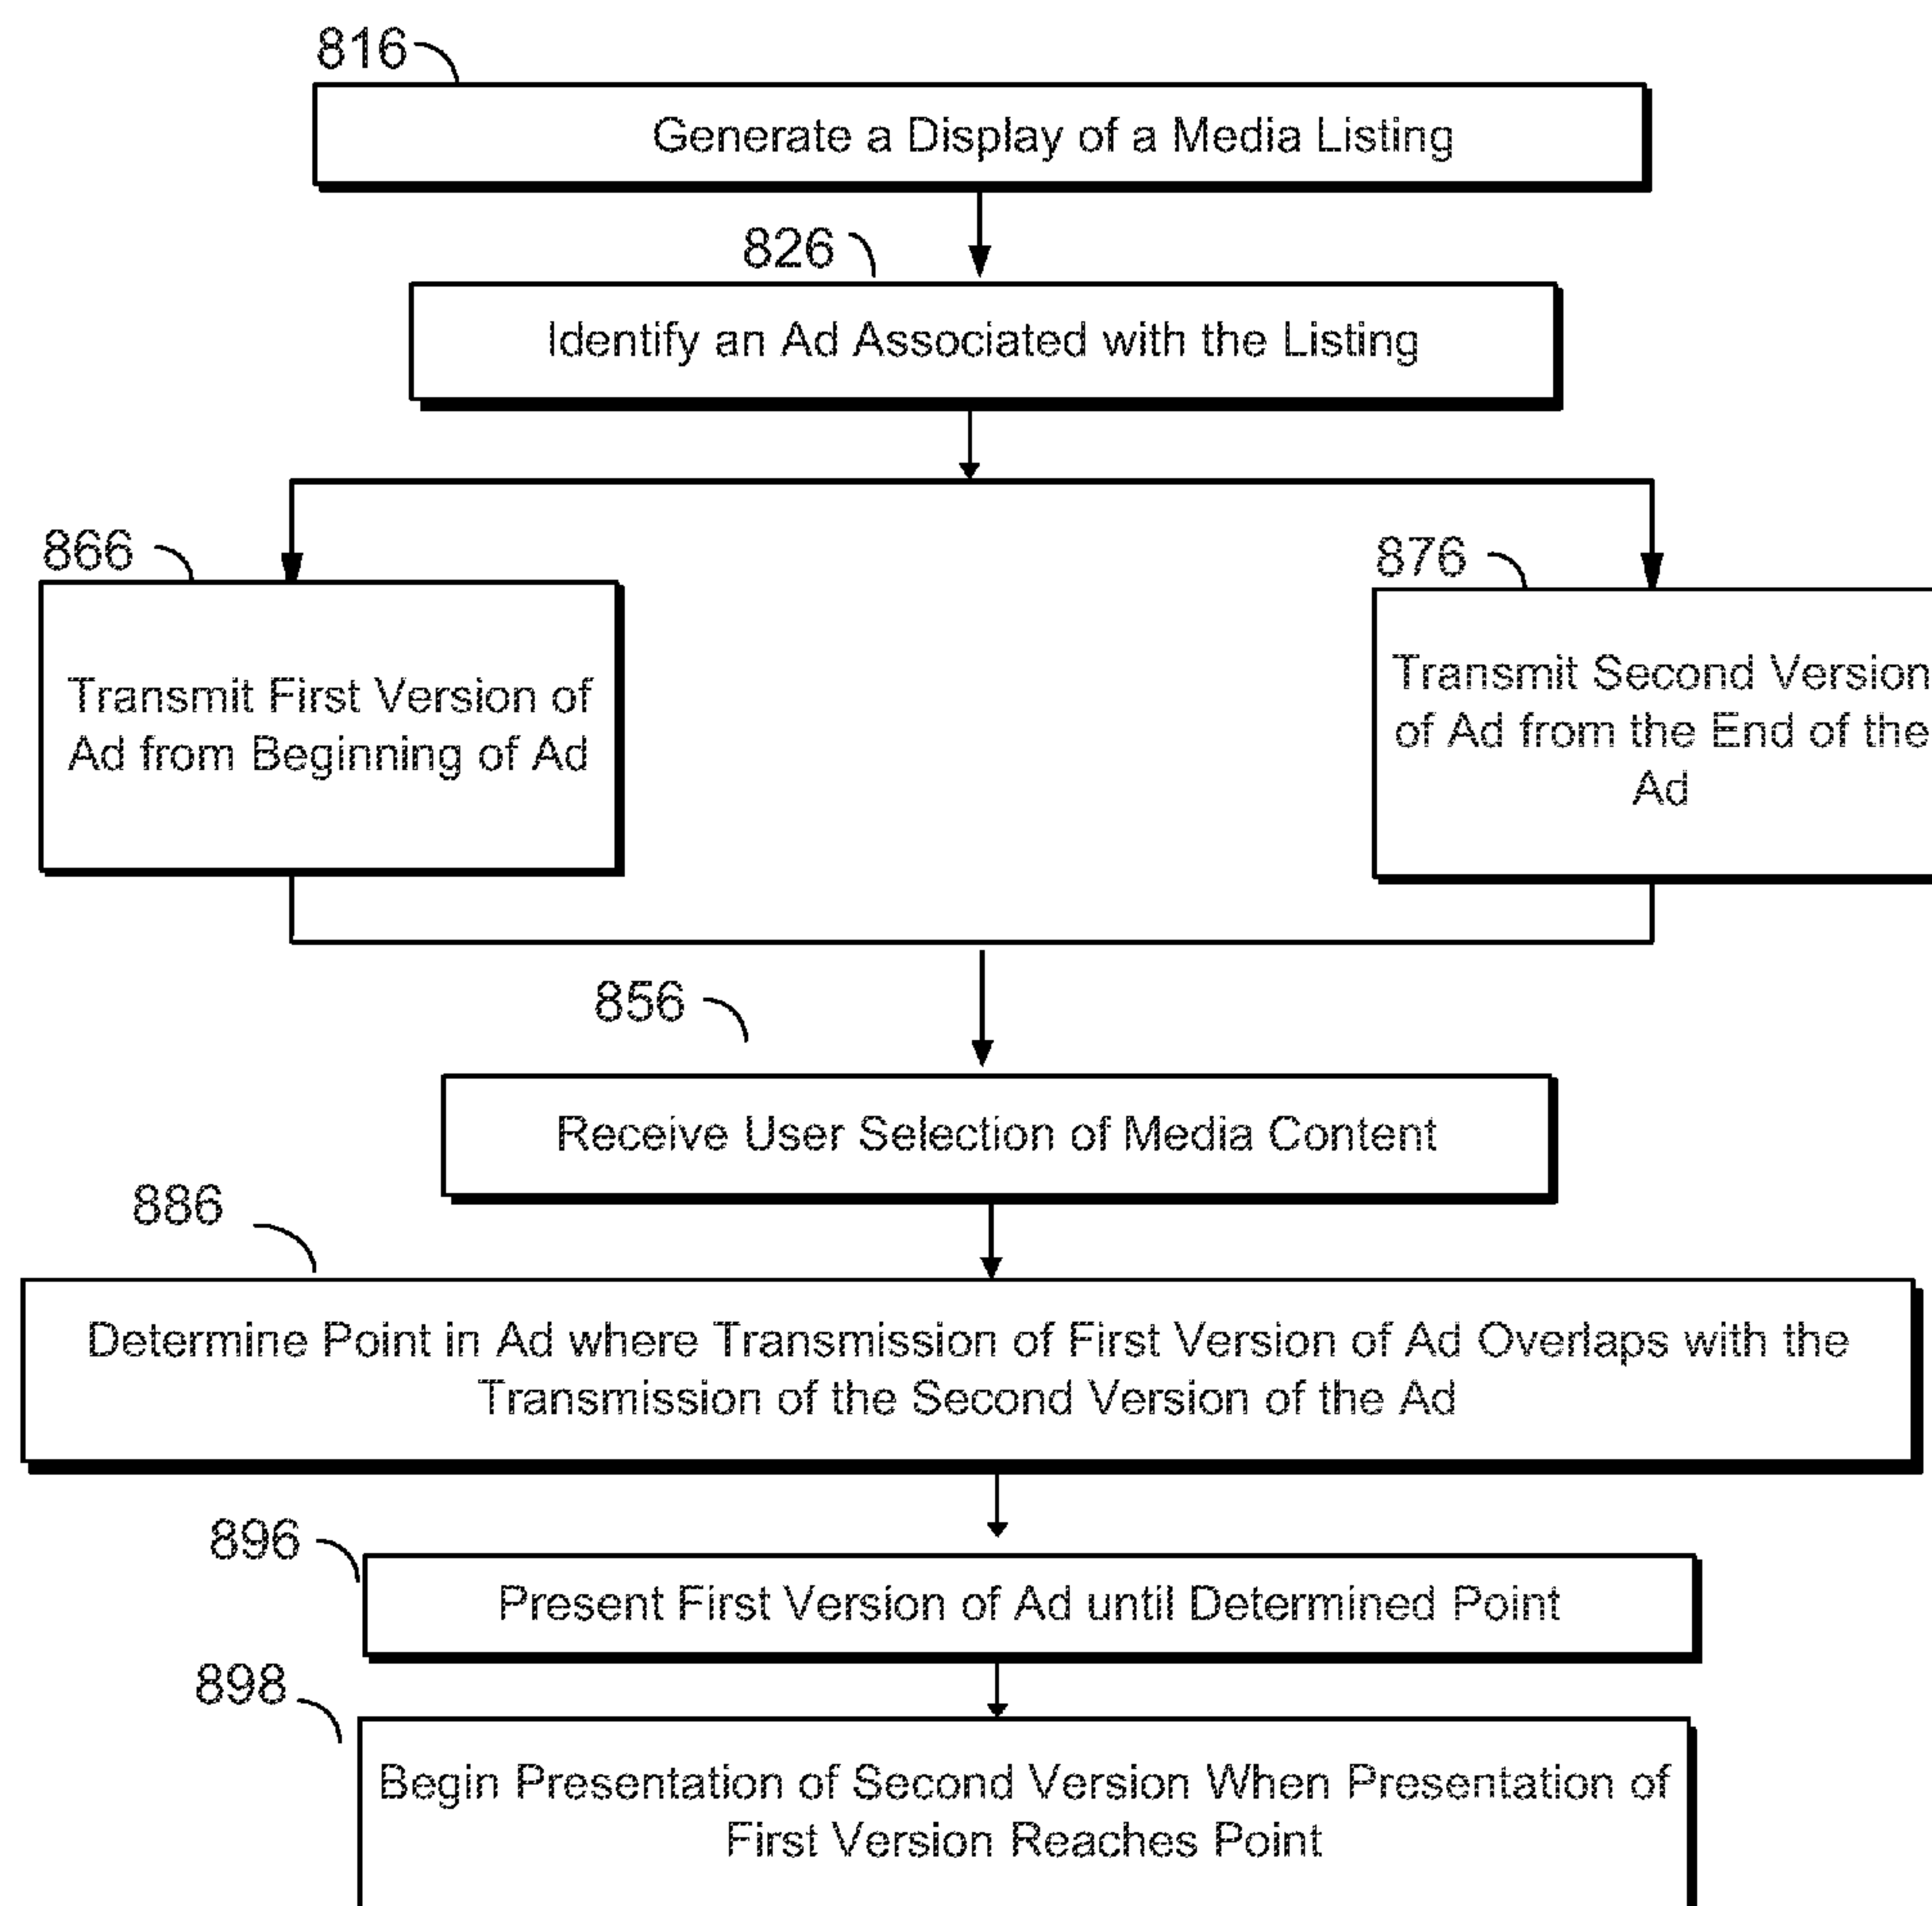 816
Generate a Display of a Media Listing
826
Identify an Ad Associated with the Listing
866
Transmit First Version of
Ad from Beginning of Ad
876
Transmit Second Version
of Ad from the End of the
Ad
856
Receive User Selection of Media Content
886
Determine Point in Ad where Transmission of First Version of Ad Overlaps with the
Transmission of the Second Version of the Ad
896
Present First Version of Ad until Determined Point
898
Begin Presentation of Second Version When Presentation of
First Version Reaches Point